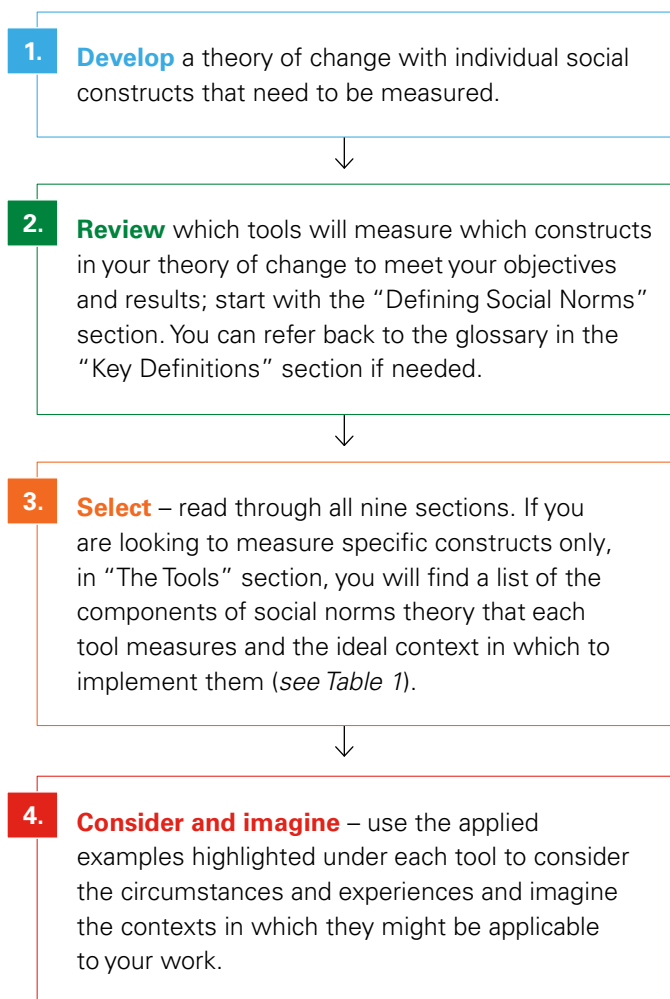 1.
Develop a theory of change with individual social
constructs that need to be measured.
2.
Review which tools will measure which constructs
in your theory of change to meet your objectives
and results; start with the “Defining Social Norms”
section. You can refer back to the glossary in the
“Key Definitions” section if needed.
3.
Select – read through all nine sections. If you
are looking to measure specific constructs only,
in “The Tools” section, you will find a list of the
components of social norms theory that each
tool measures and the ideal context in which to
implement them (see Table 1).
4.
Consider and imagine – use the applied
examples highlighted under each tool to consider
the circumstances and experiences and imagine
the contexts in which they might be applicable
to your work.